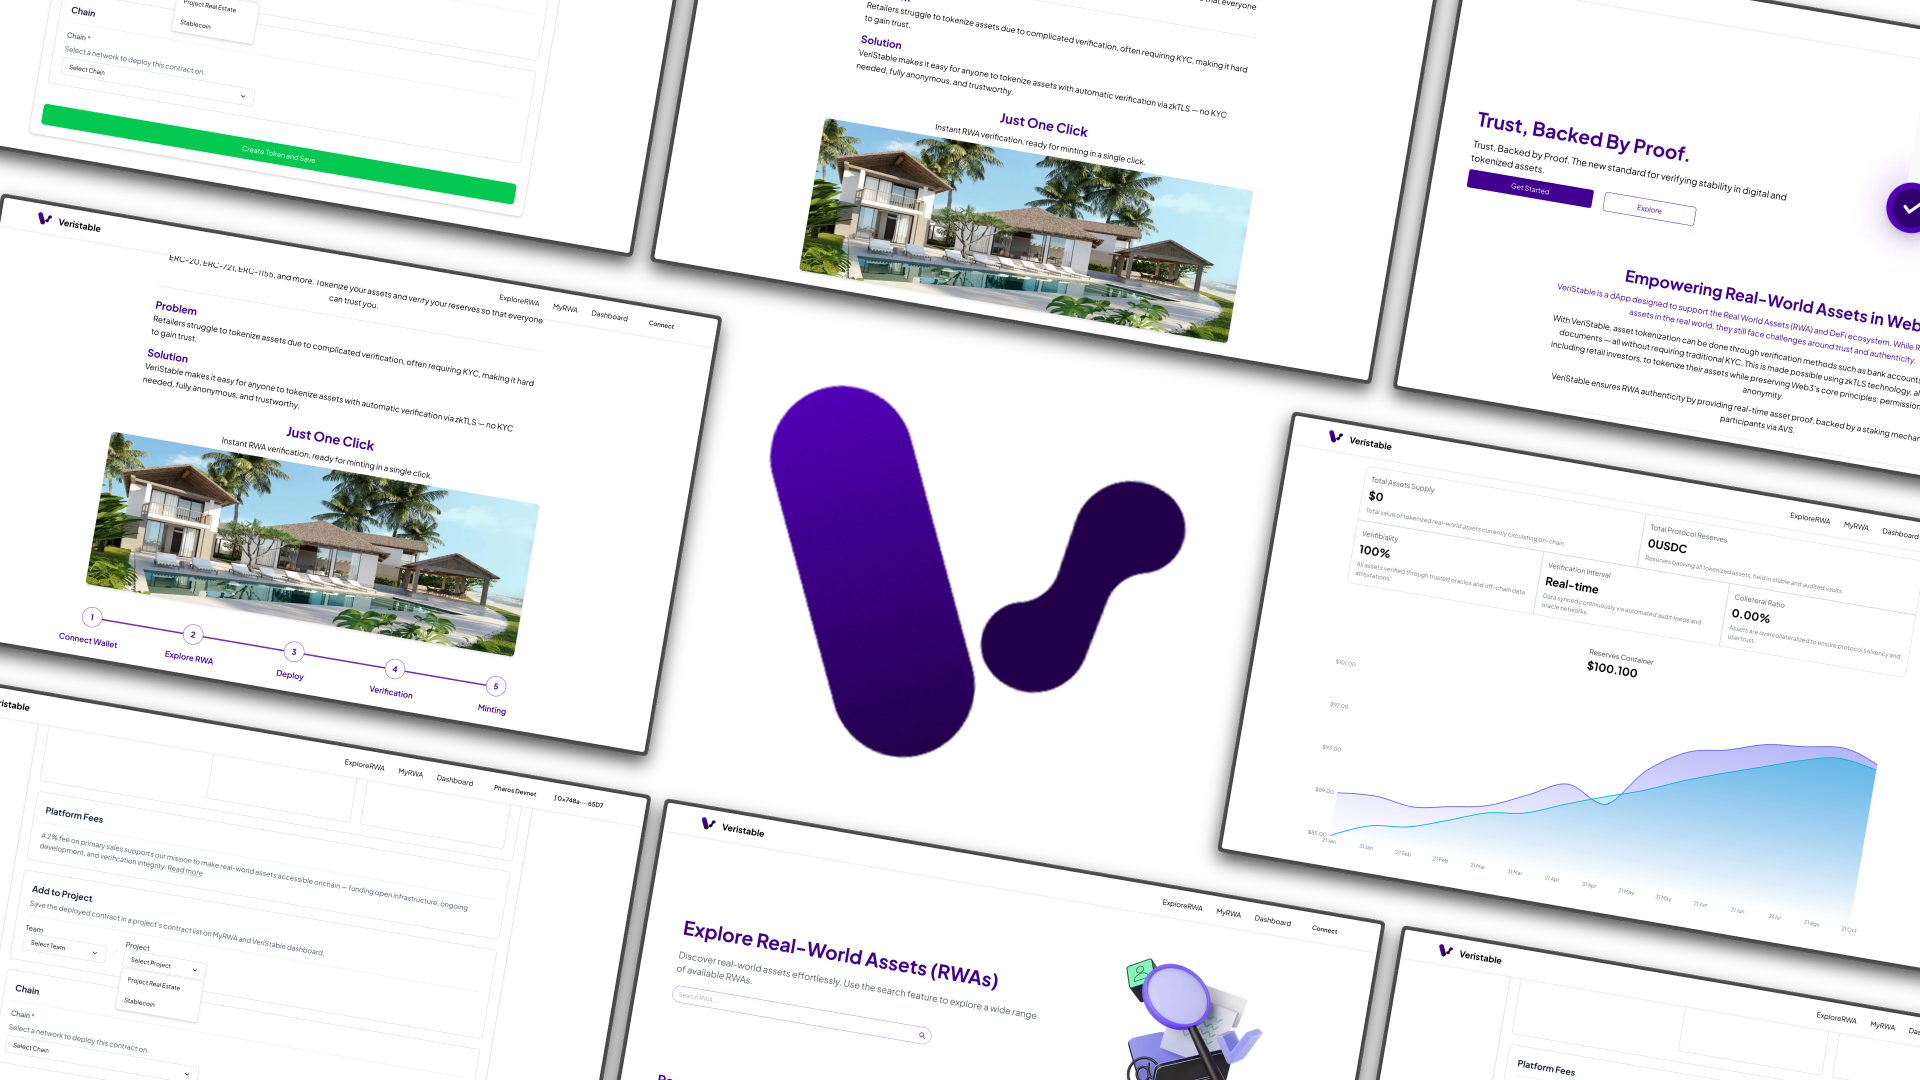 Project Real Estate
Stablecoin
Chain
Chain *
Select a network to deploy this contract on.
Select Chain
Create Token and Save
that everyone
Retailers struggle to tokenize assets due to complicated verification, often requiring KYC, making it hard
to gain trust.
Solution
VeriStable makes it easy for anyone to tokenize assets with automatic verification via zkTLS — no KYC
needed, fully anonymous, and trustworthy.
Just One Click
Instant RWA verification, ready for minting in a single click.
Trust, Backed By Proof.
Trust, Backed by Proof. The new standard for verifying stability in digital and
tokenized assets.
Get Started
Explore
Empowering Real-World Assets in Web
VeriStable is a dApp designed to support the Real World Assets (RWA) and DeFi ecosystem. While R
assets in the real world, they still face challenges around trust and authenticity.
With VeriStable, asset tokenization can be done through verification methods such as bank accounts
documents — all without requiring traditional KYC. This is made possible using zkTLS technology, al
including retail investors, to tokenize their assets while preserving Web3's core principles: permission
anonymity.
VeriStable ensures RWA authenticity by providing real-time asset proof, backed by a staking mechan
participants via AVS.
Veristable
ExploreRWA
MyRWA
Dashboard
Connect
ERC-20, ERC-721, ERC-1155, and more. Tokenize your assets and verify your reserves so that everyone
can trust you.
Problem
Retailers struggle to tokenize assets due to complicated verification, often requiring KYC, making it hard
to gain trust.
Solution
VeriStable makes it easy for anyone to tokenize assets with automatic verification via zkTLS — no KYC
needed, fully anonymous, and trustworthy.
Just One Click
Instant RWA verification, ready for minting in a single click.
1
2
3
4
5
Connect Wallet
Explore RWA
Deploy
Verification
Minting
Veristable
ExploreRWA
MyRWA
Dashboard
Total Assets Supply
$0
Total value of tokenized real-world assets currently circulating on-chain.
Total Protocol Reserves
0USDC
Reserves backing all tokenized assets, held in stable and audited vaults.
Verifibiality
100%
All assets verified through trusted oracles and off-chain data
attestations.
Verification Interval
Real-time
Data synced continuously via automated audit feeds and
oracle networks.
Colleteral Ratio
0.00%
Assets are overcollateralized to ensure protocol solvency and
user trust.
Reserves Container
$100.100
$101.00
$97.00
$93.00
$89.00
$85.00
21 Jan
31 Jan
21 Feb
31 Feb
21 Mar
31 Mar
21 Apr
31 Apr
21 May
31 May
21 Jun
31 Jun
21 Jul
21 Agu
21 Oct
ristable
ExploreRWA
MyRWA
Dashboard
Pharos Devnet
| 0x748a----65D7
Platform Fees
A 2% fee on primary sales supports our mission to make real-world assets accessible onchain — funding open infrastructure, ongoing
development, and verification integrity. Read more
Add to Project
Save the deployed contract in a project's contract list on MyRWA and VeriStable dashboard.
Team
Select Team
/
Project
Select Project
Project Real Estate
Stablecoin
Chain
Chain *
Select a network to deploy this contract on.
Select Chain
Veristable
ExploreRWA
MyRWA
Dashboard
Connect
Explore Real-World Assets (RWAs)
Discover real-world assets effortlessly. Use the search feature to explore a wide range
of available RWAs.
Search RWA...
Veristable
ExploreRWA
MyRWA
Das
Platform Fees